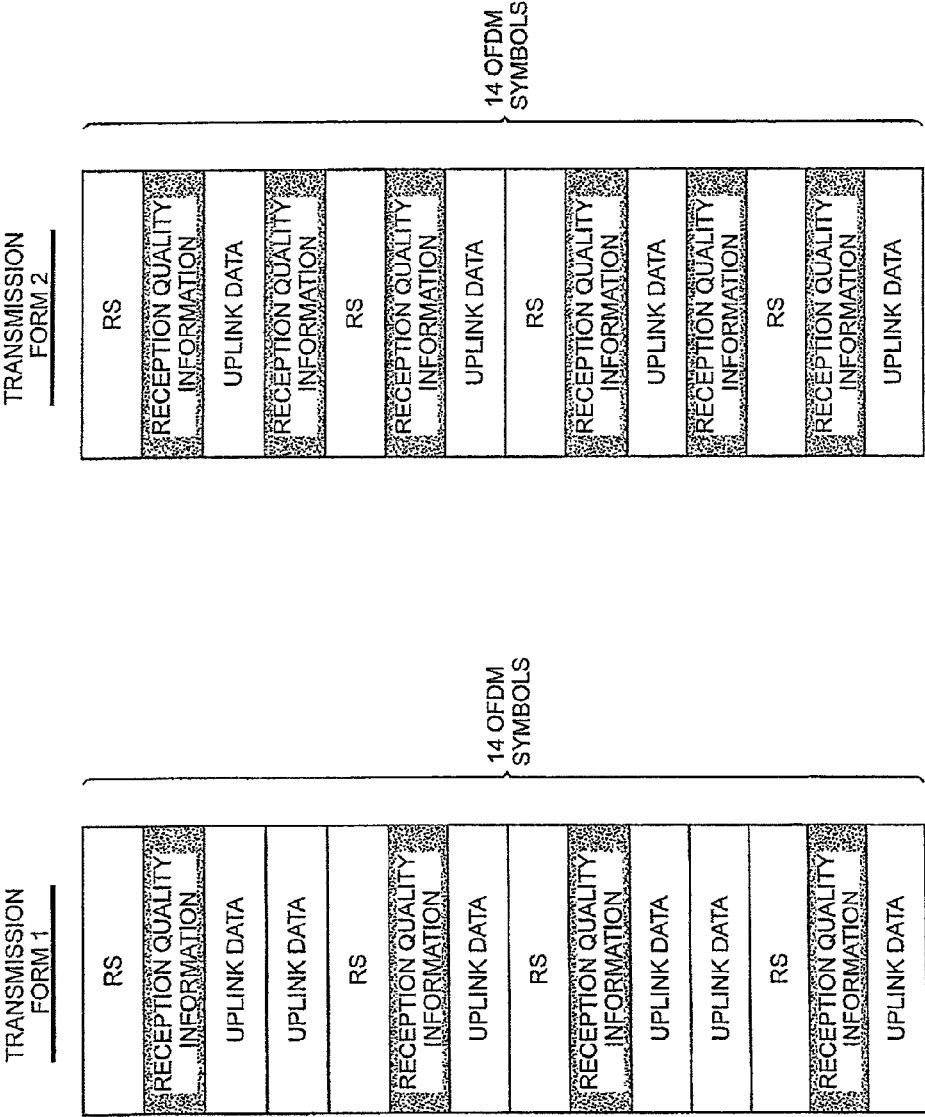 TRANSMISSION
FORM 1
RS
RECEPTION QUALITY
INFORMATION
UPLINK DATA
UPLINK DATA
RS
RECEPTION QUALITY
INFORMATION
UPLINK DATA
RS
RECEPTION QUALITY
INFORMATION
UPLINK DATA
UPLINK DATA
RS
RECEPTION QUALITY
INFORMATION
UPLINK DATA
14 OFDM
SYMBOLS
TRANSMISSION
FORM 2
RS
RECEPTION QUALITY
INFORMATION
UPLINK DATA
RECEPTION QUALITY
INFORMATION
RS
RECEPTION QUALITY
INFORMATION
UPLINK DATA
RS
RECEPTION QUALITY
INFORMATION
UPLINK DATA
RECEPTION QUALITY
INFORMATION
RS
RECEPTION QUALITY
INFORMATION
UPLINK DATA
14 OFDM
SYMBOLS